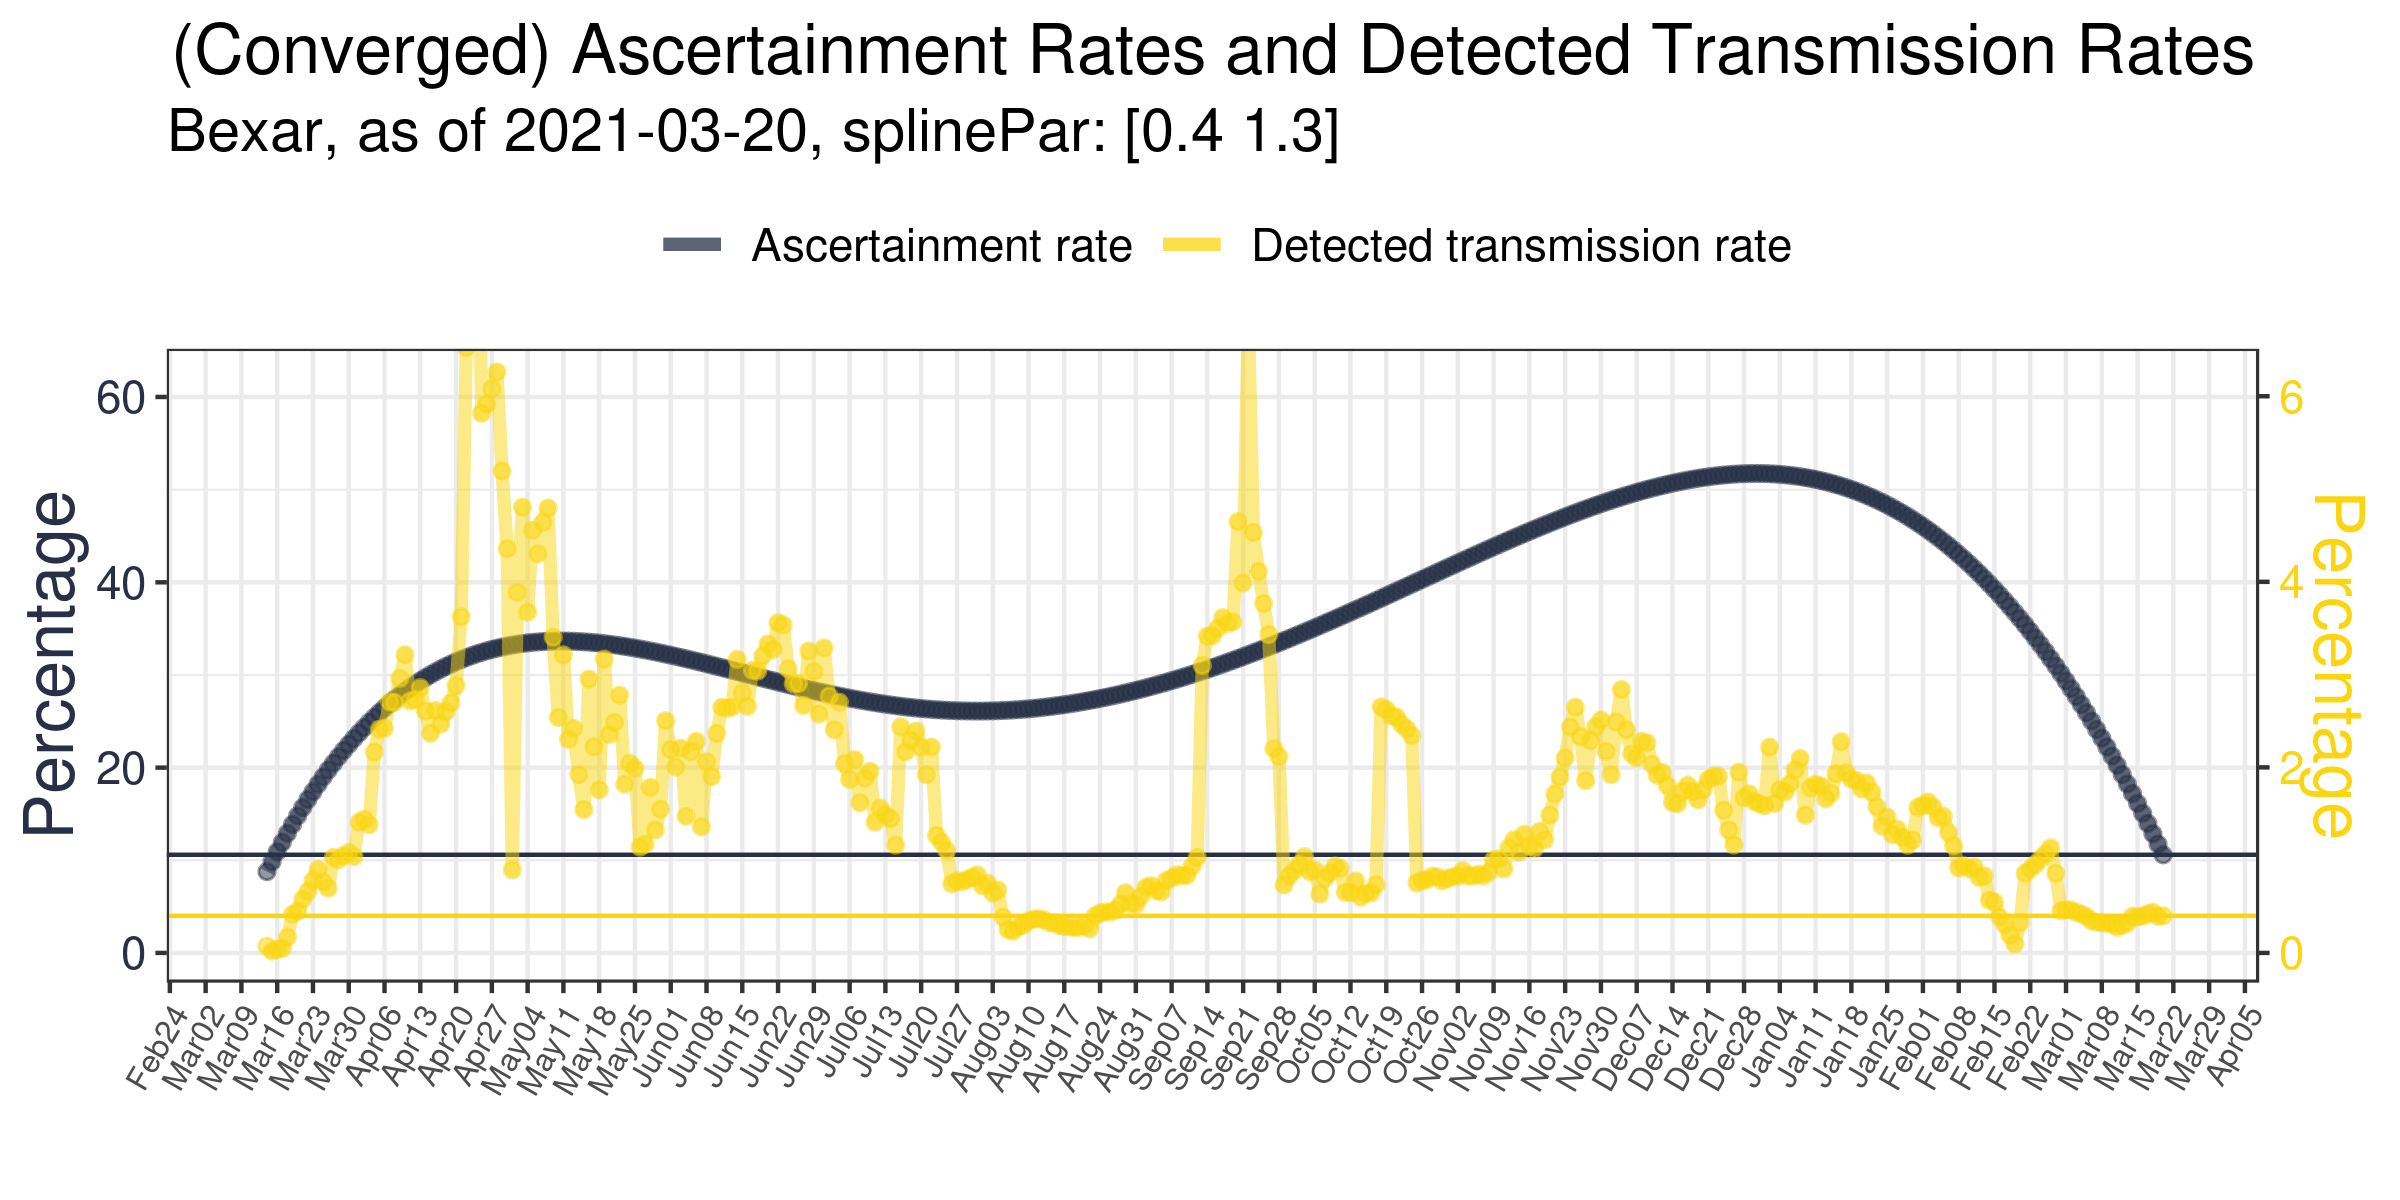 (Converged) Ascertainment Rates and Detected Transmission Rates
Bexar, as of 2021-03-20, splinePar: [0.4 1.3]
Ascertainment rate
Detected transmission rate
Percentage
60
40
20
0
6
4
2
0
Percentage
Feb24
Mar02
Mar09
Mar16
Mar23
Mar30
Apr06
Apr13
Apr20
Apr27
May04
May11
May18
May25
Jun01
Jun08
Jun15
Jun22
Jun29
Jul06
Jul13
Jul20
Jul27
Aug03
Aug10
Aug17
Aug24
Aug31
Sep07
Sep14
Sep21
Sep28
Oct05
Oct12
Oct19
Oct26
Nov02
Nov09
Nov16
Nov23
Nov30
Dec07
Dec14
Dec21
Dec28
Jan04
Jan11
Jan18
Jan25
Feb01
Feb08
Feb15
Feb22
Mar01
Mar08
Mar15
Mar22
Mar29
Apr05